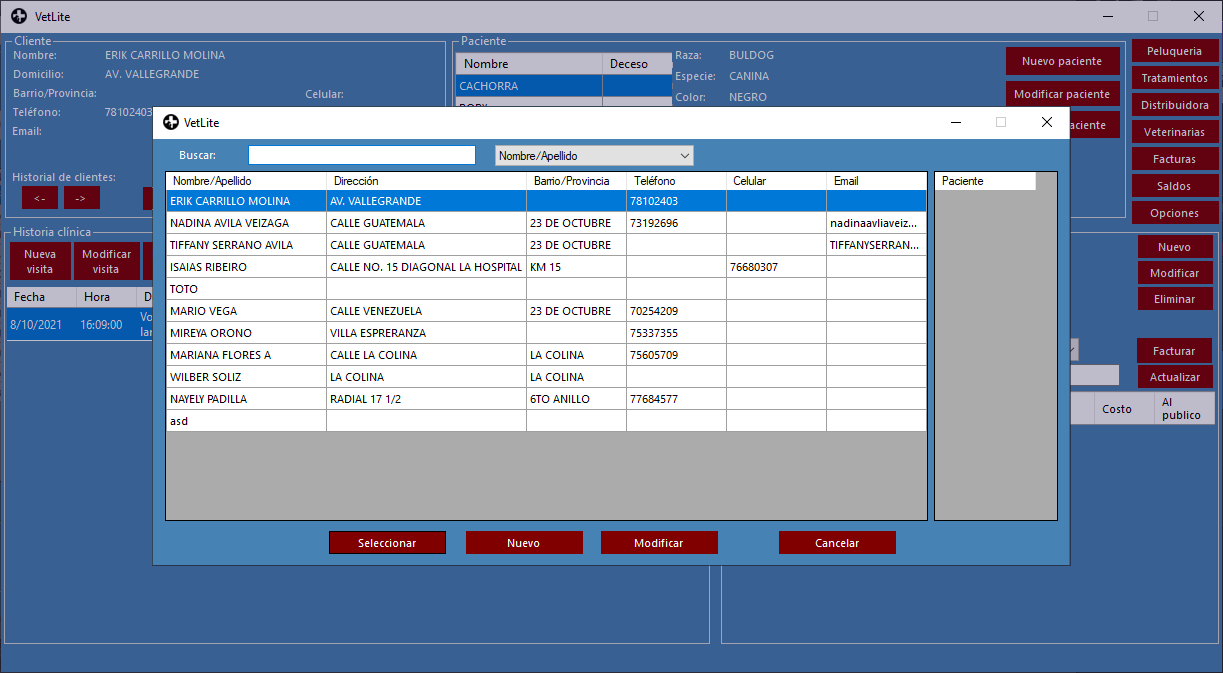 VetLite
Cliente
Nombre: ERIK CARRILLO MOLINA
Domicilio: AV. VALLEGRANDE
Barrio/Provincia:
Celular:
Teléfono: 78102403
Email:
Historial de clientes:
<- ->
Paciente
Nombre Deceso
CACHORRA
Raza: BULDOG
Especie: CANINA
Color: NEGRO
Nuevo paciente
Modificar paciente
paciente
Peluqueria
Tratamientos
Distribuidora
Veterinarias
Facturas
Saldos
Opciones
VetLite
Buscar: Nombre/Apellido
Nombre/Apellido Dirección Barrio/Provincia Teléfono Celular Email Paciente
ERIK CARRILLO MOLINA AV. VALLEGRANDE 78102403
NADINA AVILA VEIZAGA CALLE GUATEMALA 23 DE OCTUBRE 73192696 nadinaavliaveiz...
TIFFANY SERRANO AVILA CALLE GUATEMALA 23 DE OCTUBRE TIFFANYSERRAN...
ISAIAS RIBEIRO CALLE NO. 15 DIAGONAL LA HOSPITAL KM 15 76680307
TOTO
MARIO VEGA CALLE VENEZUELA 23 DE OCTUBRE 70254209
MIREYA ORONO VILLA ESPRERANZA 75337355
MARIANA FLORES A CALLE LA COLINA LA COLINA 75605709
WILBER SOLIZ LA COLINA LA COLINA
NAYELY PADILLA RADIAL 17 1/2 6TO ANILLO 77684577
asd
Seleccionar Nuevo Modificar Cancelar
Historia clínica
Nueva visita
Modificar visita
Fecha Hora D
8/10/2021 16:09:00 Vo
lar
Nuevo
Modificar
Eliminar
Facturar
Actualizar
Costo Al publico